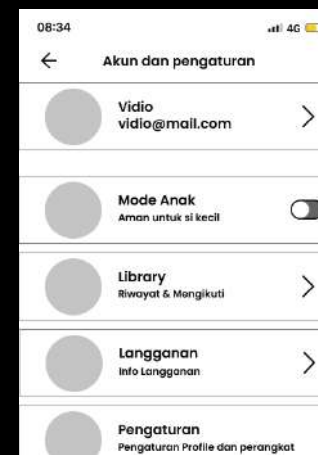 08:34
4G
Akun dan pengaturan
Vidio
vidio@mail.com
Mode Anak
Aman untuk si kecil
Library
Riwayat & Mengikuti
Langganan
Info Langganan
Pengaturan
Pengaturan Profile dan perangkat